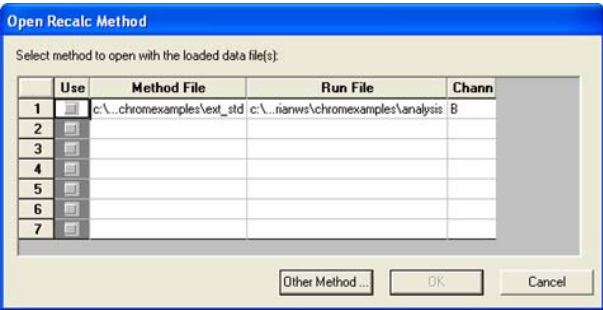 Open Recalc Method
Select method to open with the loaded data file(s):
Use Method File Run File Chann
1 c:\...chromexamples\ext_std c:\...rianws\chromexamples\analysis B
2
3
4
5
6
7
Other Method ... OK Cancel